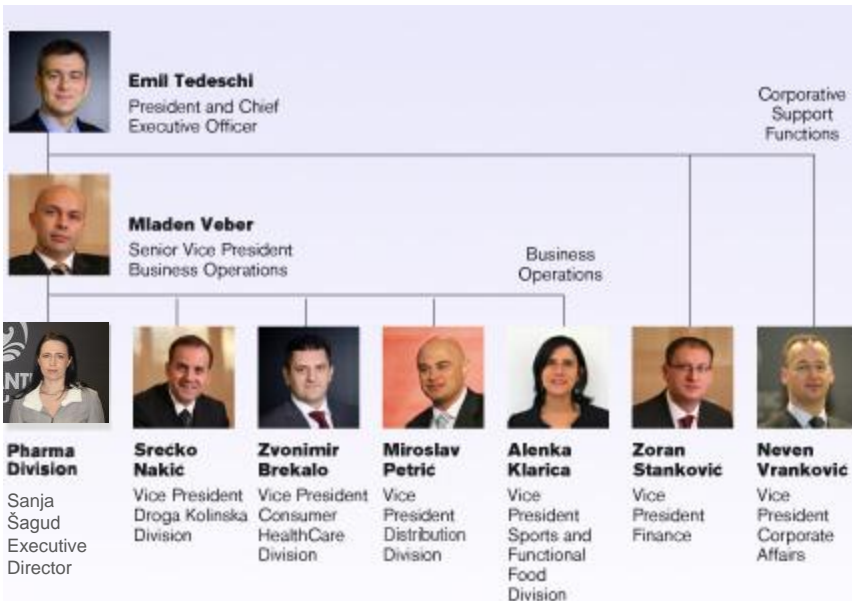 Emil Tedeschi
President and Chief
Executive Officer
Corporative
Support
Functions
Mladen Veber
Senior Vice President
Business Operations
Business
Operations
Pharma
Division
Sanja
Šagud
Executive
Director
Srećko
Nakić
Vice President
Droga Kolinska
Division
Zvonimir
Brekalo
Vice President
Consumer
HealthCare
Division
Miroslav
Petrić
Vice
President
Distribution
Division
Alenka
Klarica
Vice
President
Sports and
Functional
Food
Division
Zoran
Stanković
Vice
President
Finance
Neven
Vranković
Vice
President
Corporate
Affairs